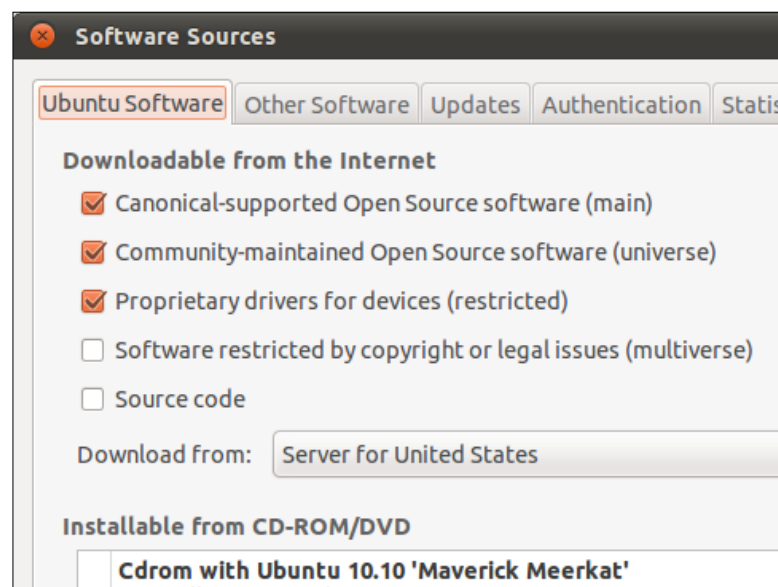 Software Sources
Ubuntu Software Other Software Updates Authentication Statis
Downloadable from the Internet
Canonical-supported Open Source software (main)
Community-maintained Open Source software (universe)
Proprietary drivers for devices (restricted)
Software restricted by copyright or legal issues (multiverse)
Source code
Download from: Server for United States
Installable from CD-ROM/DVD
Cdrom with Ubuntu 10.10 'Maverick Meerkat'